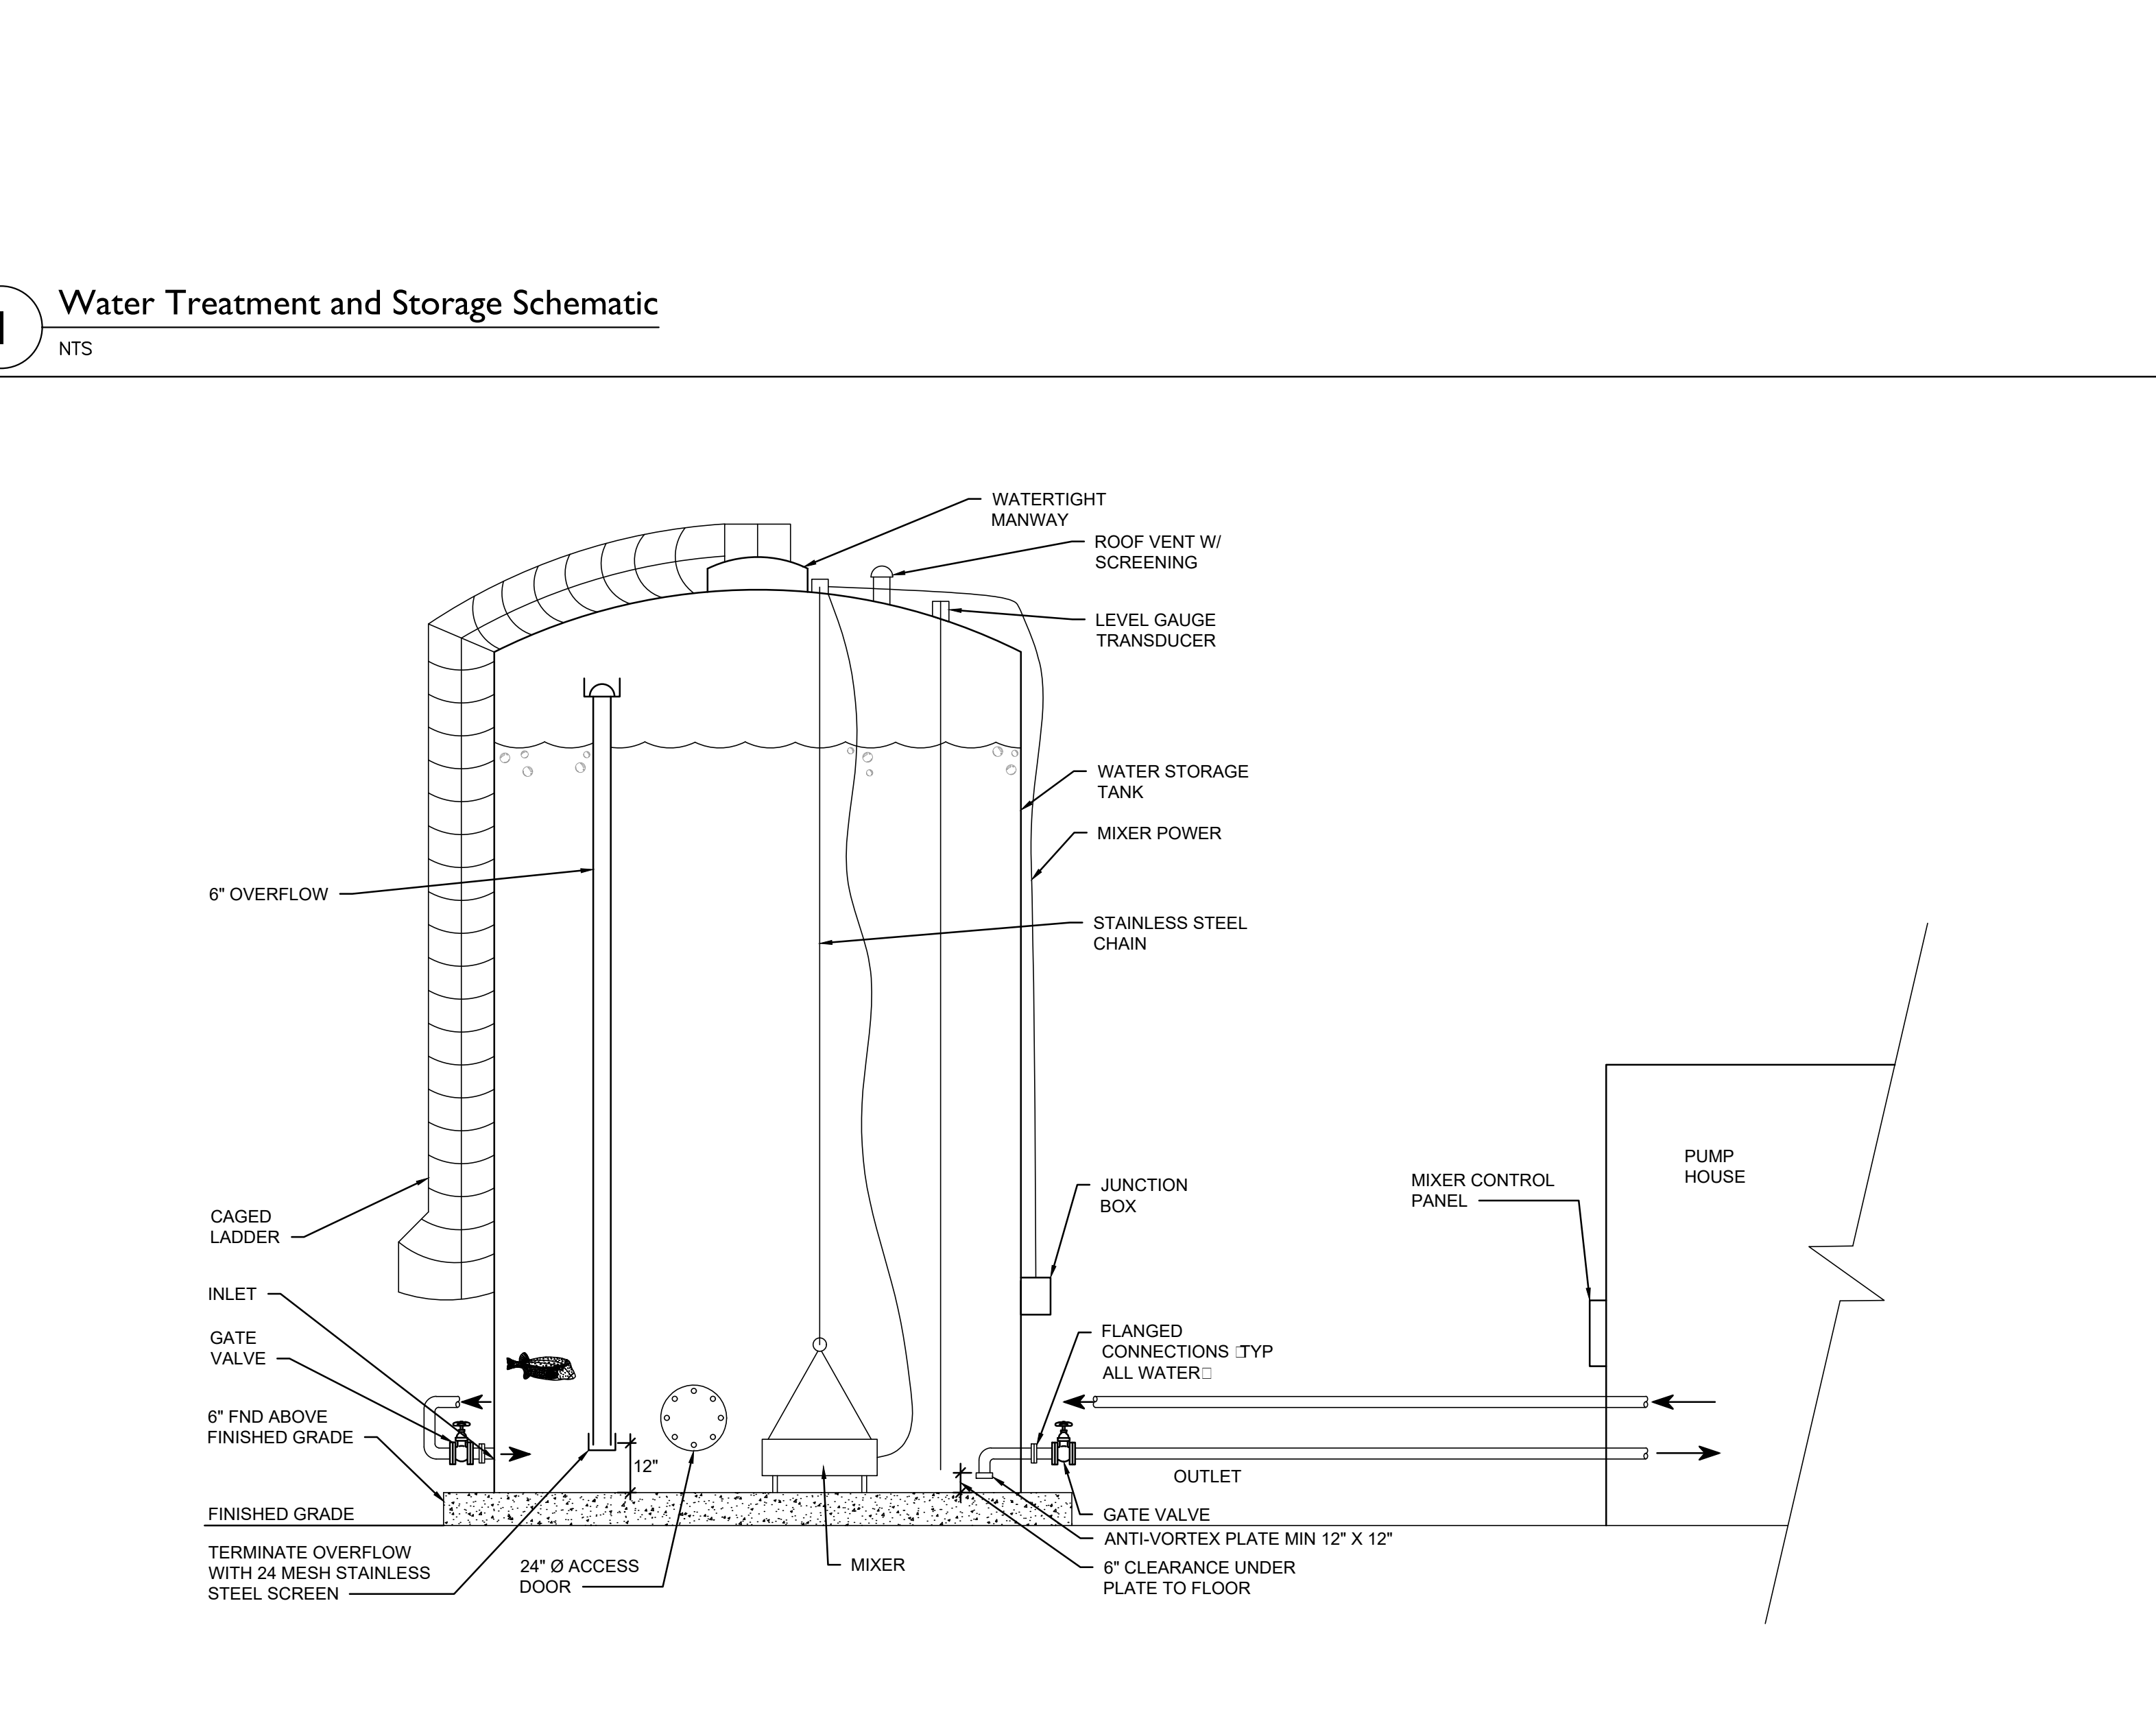 Water Treatment and Storage Schematic
NTS
WATERTIGHT
MANWAY
ROOF VENT W/
SCREENING
LEVEL GAUGE
TRANSDUCER
WATER STORAGE
TANK
MIXER POWER
6" OVERFLOW
STAINLESS STEEL
CHAIN
PUMP
HOUSE
MIXER CONTROL
PANEL
JUNCTION
BOX
CAGED
LADDER
INLET
GATE
VALVE
FLANGED
CONNECTIONS □TYP
ALL WATER□
6" FND ABOVE
FINISHED GRADE
12"
OUTLET
FINISHED GRADE
GATE VALVE
ANTI-VORTEX PLATE MIN 12" X 12"
TERMINATE OVERFLOW
WITH 24 MESH STAINLESS
STEEL SCREEN
24" Ø ACCESS
DOOR
MIXER
6" CLEARANCE UNDER
PLATE TO FLOOR